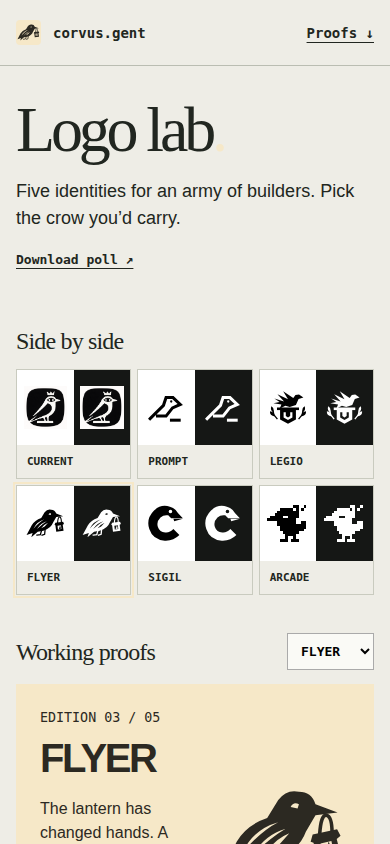 corvus.gent
Proofs ↓
Logo lab.
Five identities for an army of builders. Pick
the crow you’d carry.
Download poll ↗
Side by side
CURRENT
PROMPT
LEGIO
FLYER
SIGIL
ARCADE
Working proofs
FLYER
EDITION 03 / 05
FLYER
The lantern has
changed hands. A